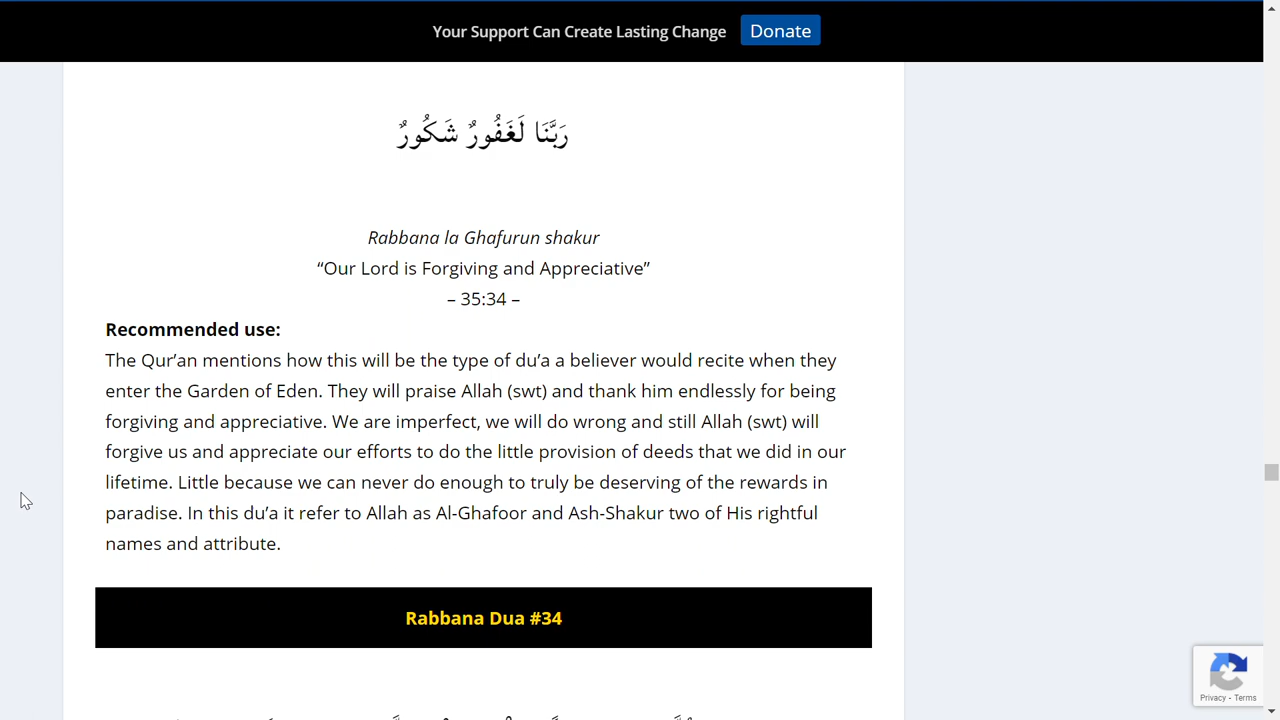 Your Support Can Create Lasting Change Donate
رَبَّنَا لَغَفُورٌ شَكُورٌ
Rabbana la Ghafurun shakur
“Our Lord is Forgiving and Appreciative”
– 35:34 –
Recommended use:
The Qur’an mentions how this will be the type of du’a a believer would recite when they
enter the Garden of Eden. They will praise Allah (swt) and thank him endlessly for being
forgiving and appreciative. We are imperfect, we will do wrong and still Allah (swt) will
forgive us and appreciate our efforts to do the little provision of deeds that we did in our
lifetime. Little because we can never do enough to truly be deserving of the rewards in
paradise. In this du’a it refer to Allah as Al-Ghafoor and Ash-Shakur two of His rightful
names and attribute.
Rabbana Dua #34
Privacy - Terms